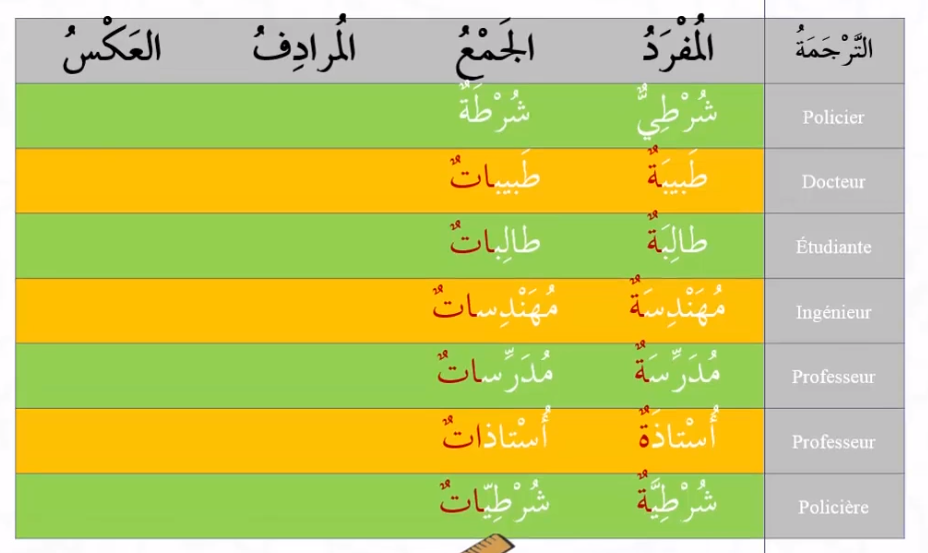 التَّرْجَمَةُ المُفْرَدُ الجَمْعُ المُرادِفُ العَكْسُ
Policier شُرْطِيٌّ شُرْطَةٌ
Docteur طَبيبَةٌ طَبيباتٌ
Étudiante طالِبَةٌ طالِباتٌ
Ingénieur مُهَنْدِسَةٌ مُهَنْدِساتٌ
Professeur مُدَرِّسَةٌ مُدَرِّساتٌ
Professeur أُسْتاذَةٌ أُسْتاذاتٌ
Policière شُرْطِيَّةٌ شُرْطِيّاتٌ